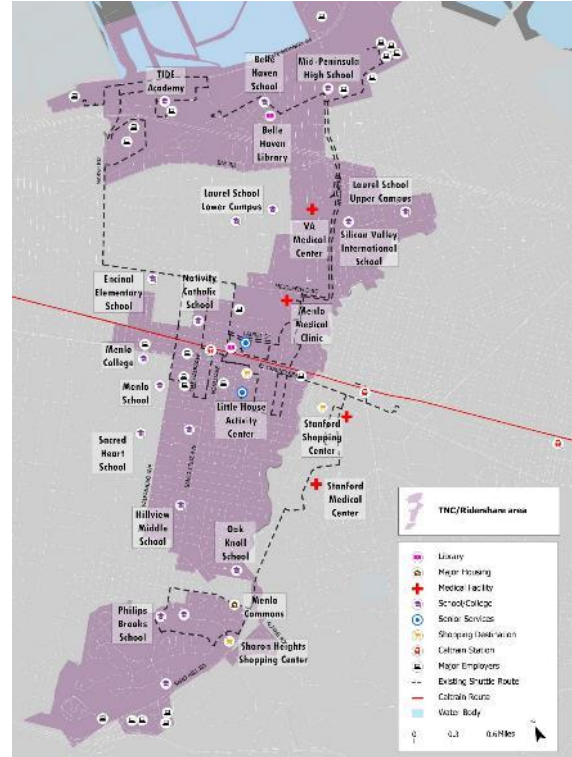 TIDE
Academy
Belle
Haven
School
Mid-Peninsula
High School
Belle
Haven
Library
Laurel School
Lower Campus
Laurel School
Upper Campus
VA
Medical
Center
Silicon Valley
International
School
Encinal
Elementary
School
Nativity
Catholic
School
Menlo
Medical
Clinic
Menlo
College
Menlo
School
Little House
Activity
Center
Stanford
Shopping
Center
Sacred
Heart
School
Stanford
Medical
Center
Hillview
Middle
School
Oak
Knoll
School
Menlo
Commons
Philips
Brooks
School
Sharon Heights
Shopping Center
SAND HILL RD
TNC/Rideshare area
Library
Major Housing
Medical Facility
School/College
Senior Services
Shopping Destination
Caltrain Station
Major Employers
Existing Shuttle Route
Caltrain Route
Water Body
0 0.3 0.6 Miles